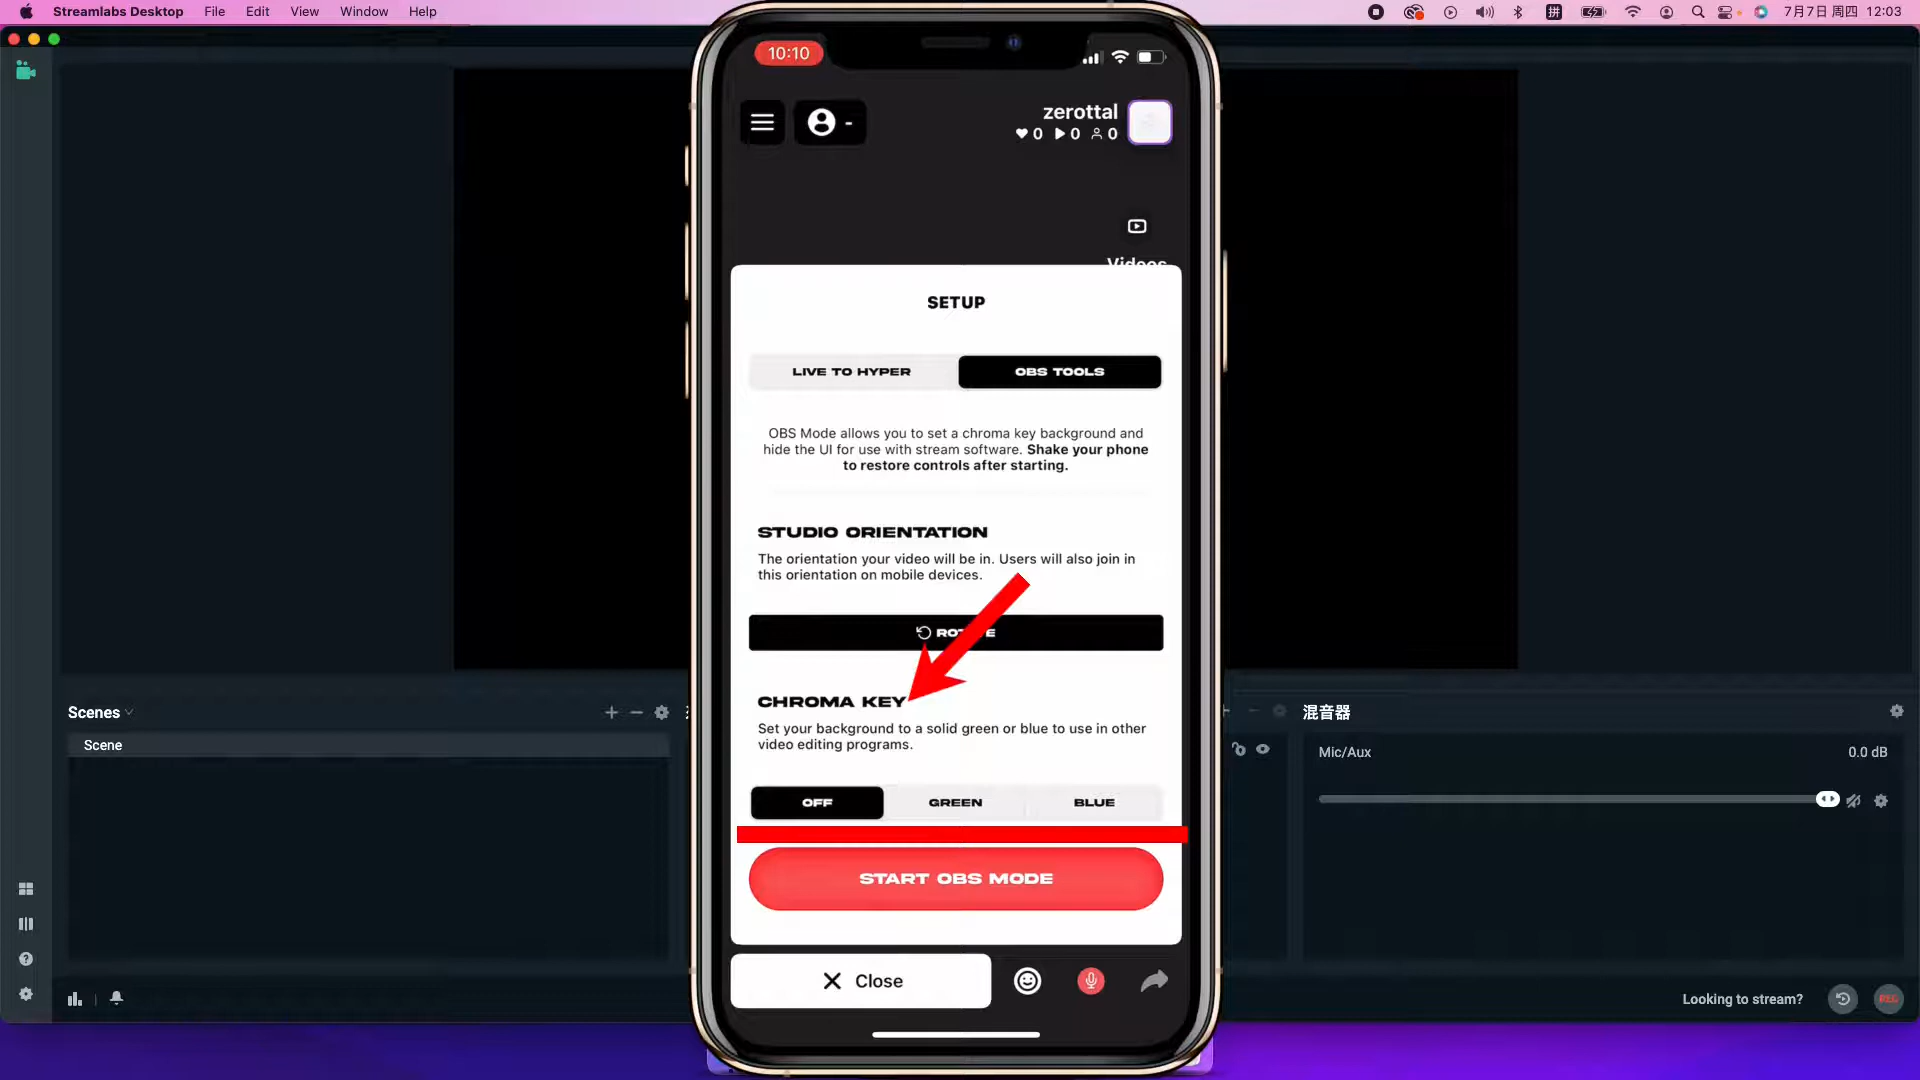 Streamlabs Desktop File Edit View Window Help
7月7日 周四 12:03
10:10
zerottal
0 0 0
Videos
SETUP
LIVE TO HYPER
OBS TOOLS
OBS Mode allows you to set a chroma key background and
hide the UI for use with stream software. Shake your phone
to restore controls after starting.
STUDIO ORIENTATION
The orientation your video will be in. Users will also join in
this orientation on mobile devices.
CHROMA KEY
Set your background to a solid green or blue to use in other
video editing programs.
OFF
GREEN
BLUE
START OBS MODE
Close
Scenes
Scene
混音器
Mic/Aux
0.0 dB
Looking to stream?
REC